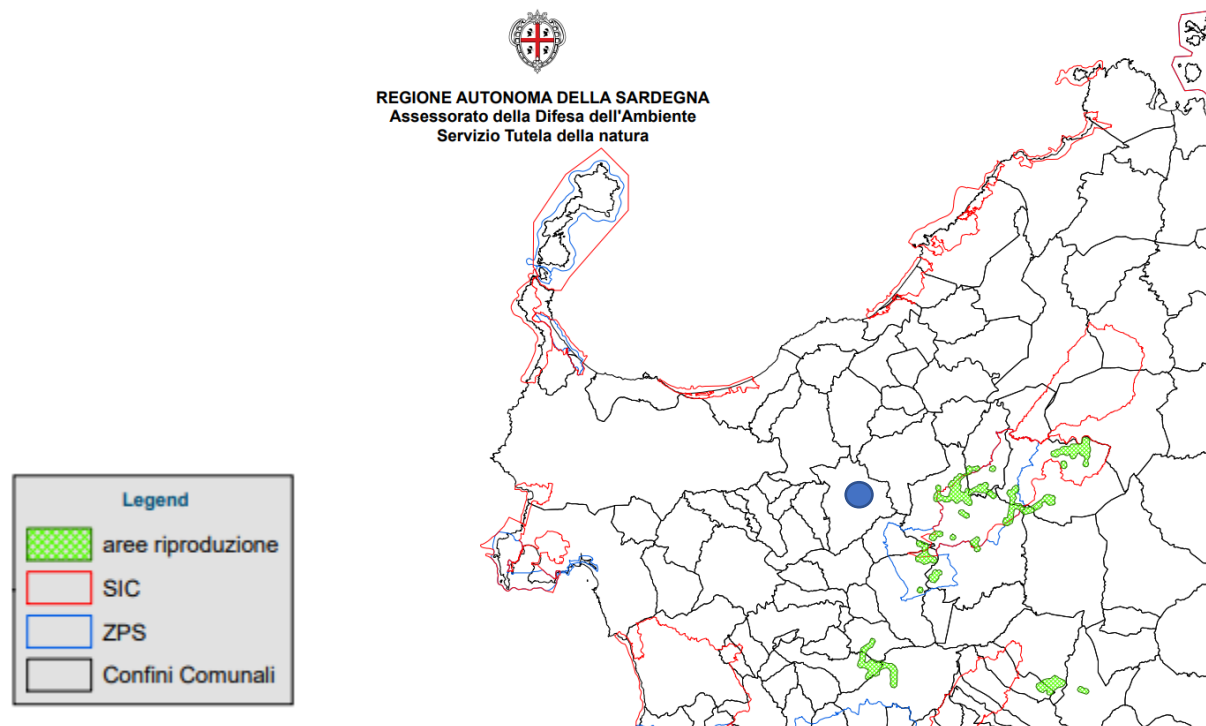 REGIONE AUTONOMA DELLA SARDEGNA
Assessorato della Difesa dell'Ambiente
Servizio Tutela della natura
Legend
aree riproduzione
SIC
ZPS
Confini Comunali